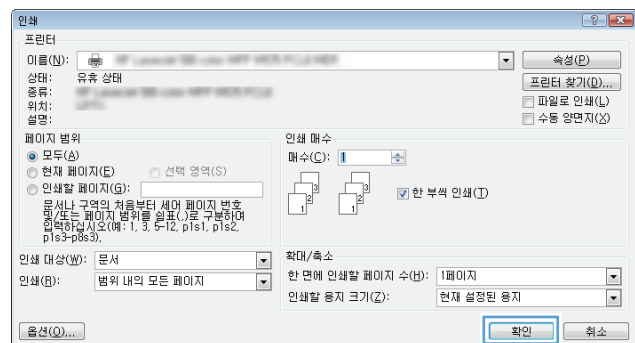 인쇄
프린터
이름(N):
속성(P)
상태: 유휴 상태
프린터 찾기(D)...
종류:
파일로 인쇄(L)
위치:
수동 양면지(X)
설명:
페이지 범위
모두(A)
현재 페이지(E) 선택 영역(S)
인쇄할 페이지(G):
문서나 구역의 처음부터 세어 페이지 번호
및/또는 페이지 범위를 쉼표(,)로 구분하여
입력하십시오(예: 1, 3, 5-12, p1s1, p1s2,
p1s3-p8s3).
인쇄 매수
매수(C): 1
3
2
1
3
2
1
한 부씩 인쇄(T)
인쇄 대상(W): 문서
인쇄(R): 범위 내의 모든 페이지
확대/축소
한 면에 인쇄할 페이지 수(H): 1페이지
인쇄할 용지 크기(Z): 현재 설정된 용지
옵션(O)...
확인
취소